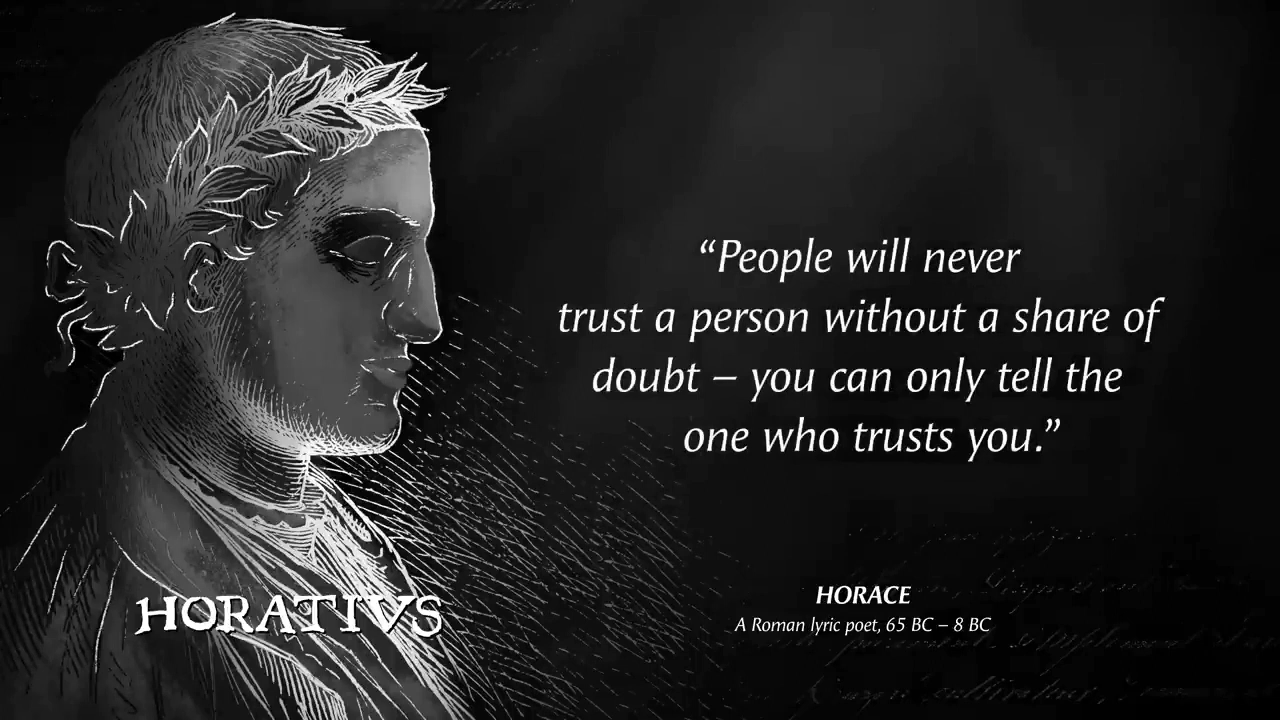 “People will never
trust a person without a share of
doubt – you can only tell the
one who trusts you.”
HORATIVS
HORACE
A Roman lyric poet, 65 BC – 8 BC